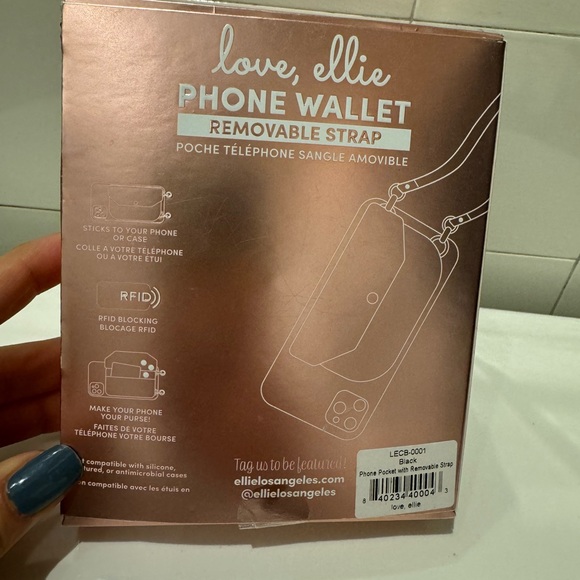 love, ellie
PHONE WALLET
REMOVABLE STRAP
POCHE TÉLÉPHONE SANGLE AMOVIBLE
STICKS TO YOUR PHONE
OR CASE
COLLE À VOTRE TÉLÉPHONE
OU À VOTRE ÉTUI
RFID
RFID BLOCKING
BLOCAGE RFID
MAKE YOUR PHONE
YOUR PURSE!
FAITES DE VOTRE
TÉLÉPHONE VOTRE BOURSE
compatible with silicone,
or antimicrobial cases
compatible avec les étuis en
Tag us to be featured!
ellielosangeles.com
@ellielosangeles
LECB-0001
Black
Phone Pocket with Removable Strap
8 40234 40004 3
love, ellie